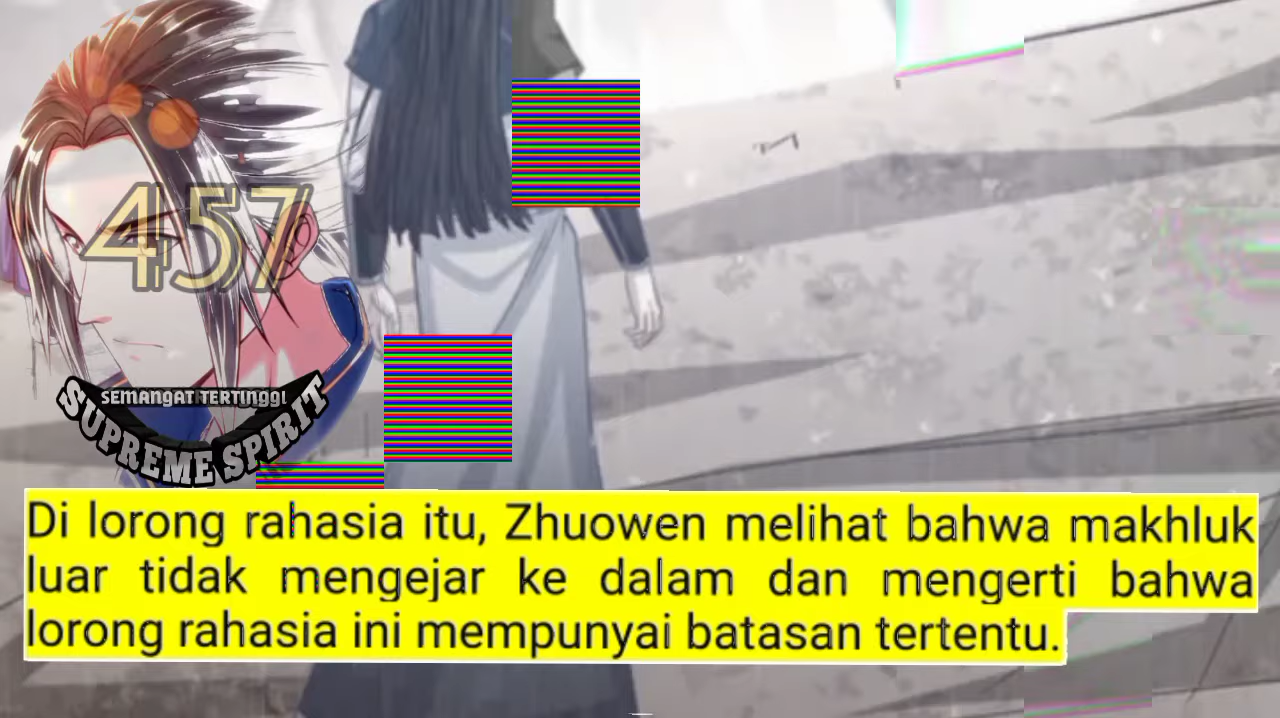 457
SEMANGAT TERTINGGI
SUPREME SPIRIT
Di lorong rahasia itu, Zhuowen melihat bahwa makhluk
luar tidak mengejar ke dalam dan mengerti bahwa
lorong rahasia ini mempunyai batasan tertentu.